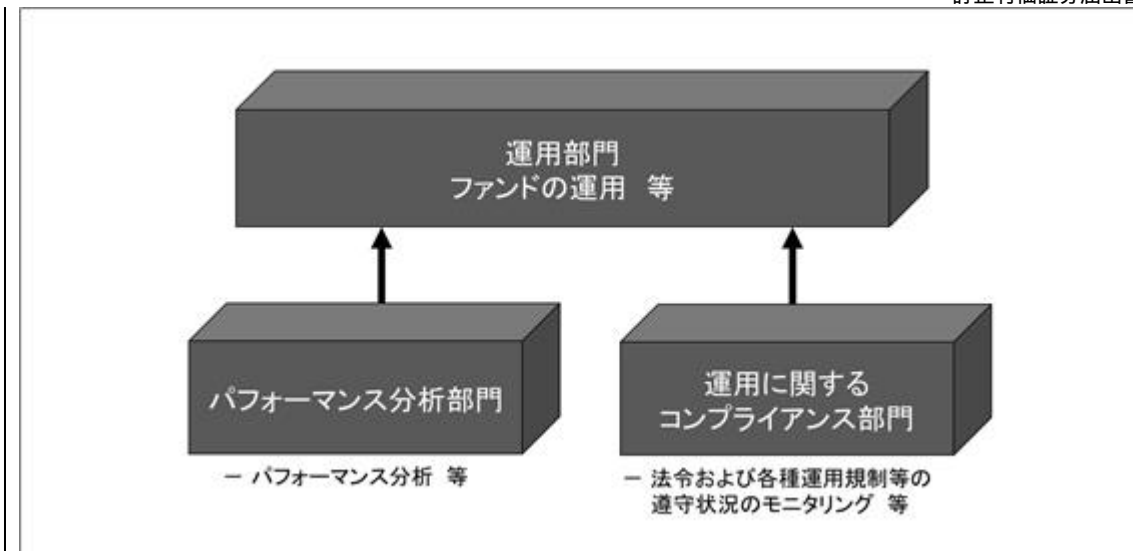 運用部門
ファンドの運用 等
パフォーマンス分析部門
− パフォーマンス分析 等
運用に関する
コンプライアンス部門
− 法令および各種運用規制等の
遵守状況のモニタリング 等